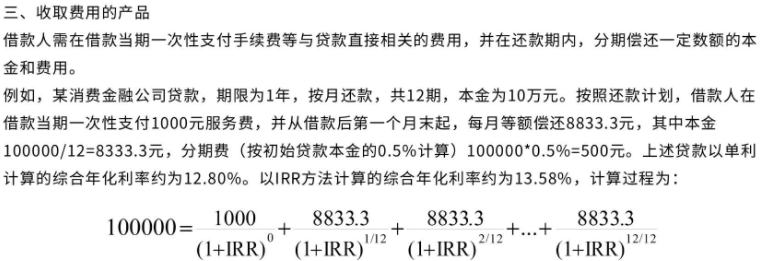 三、收取费用的产品
借款人需在借款当期一次性支付手续费等与贷款直接相关的费用，并在还款期内，分期偿还一定数额的本
金和费用。
例如，某消费金融公司贷款，期限为1年，按月还款，共12期，本金为10万元。按照还款计划，借款人在
借款当期一次性支付1000元服务费，并从借款后第一个月末起，每月等额偿还8833.3元，其中本金
100000/12=8333.3元，分期费（按初始贷款本金的0.5%计算）100000*0.5%=500元。上述贷款以单利
计算的综合年化利率约为12.80%。以IRR方法计算的综合年化利率约为13.58%，计算过程为：
100000=1000/(1+IRR)^0+8833.3/(1+IRR)^1/12+8833.3/(1+IRR)^2/12+...+8833.3/(1+IRR)^12/12